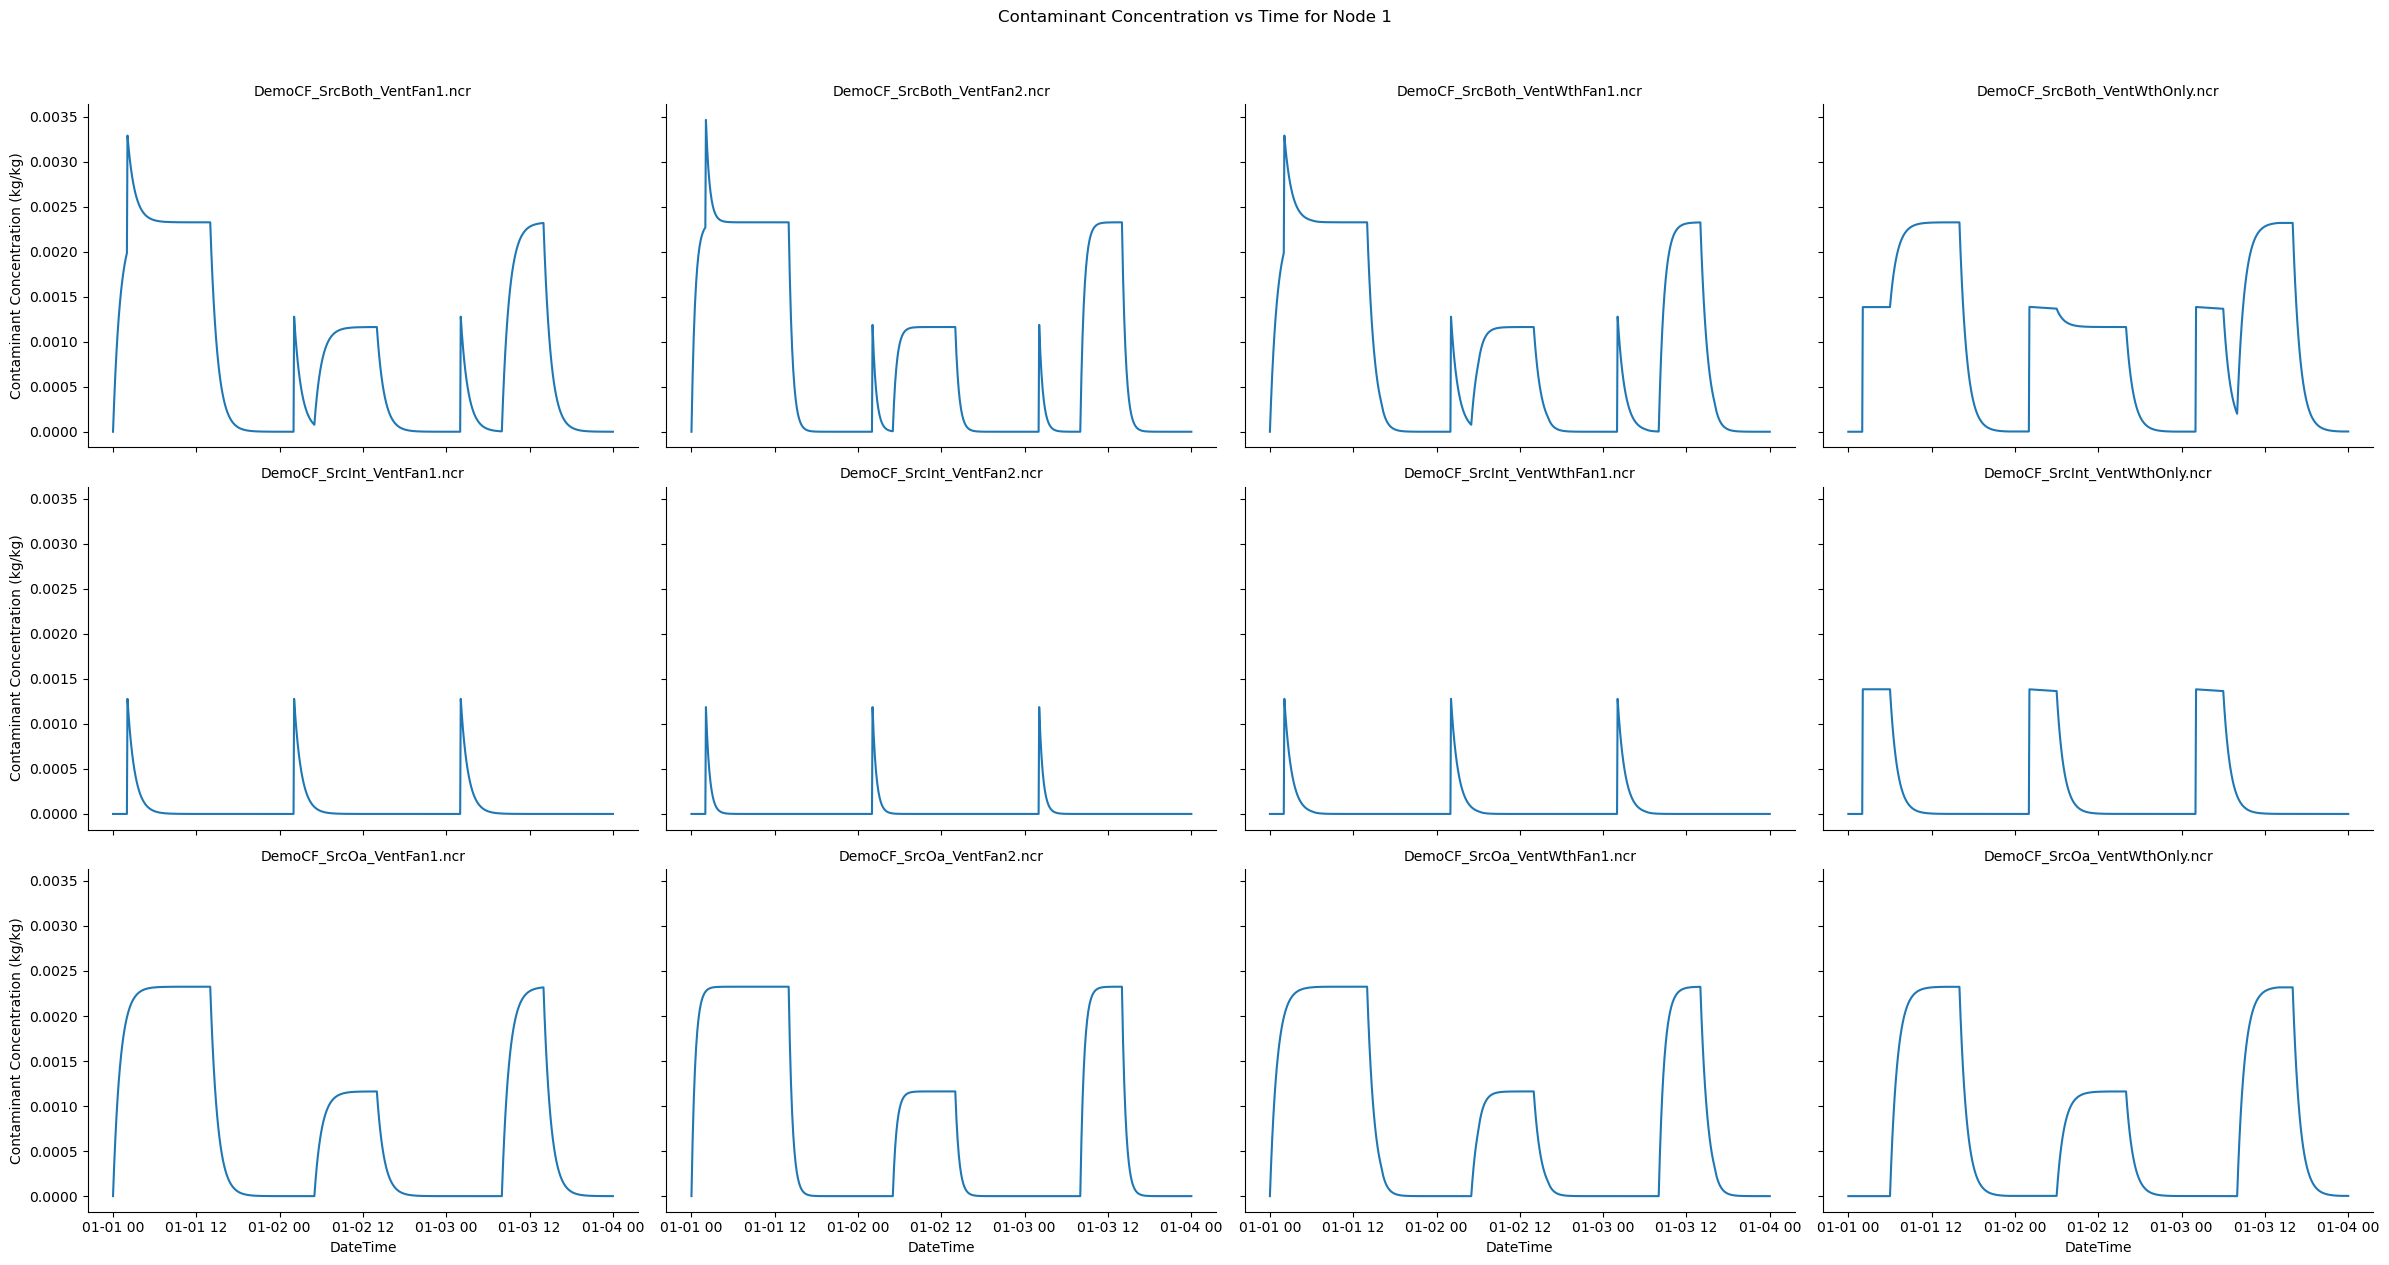 Contaminant Concentration vs Time for Node 1
DemoCF_SrcBoth_VentFan1.ncr
DemoCF_SrcBoth_VentFan2.ncr
DemoCF_SrcBoth_VentWthFan1.ncr
DemoCF_SrcBoth_VentWthOnly.ncr
Contaminant Concentration (kg/kg)
0.0035
0.0030
0.0025
0.0020
0.0015
0.0010
0.0005
0.0000
DemoCF_SrcInt_VentFan1.ncr
DemoCF_SrcInt_VentFan2.ncr
DemoCF_SrcInt_VentWthFan1.ncr
DemoCF_SrcInt_VentWthOnly.ncr
Contaminant Concentration (kg/kg)
0.0035
0.0030
0.0025
0.0020
0.0015
0.0010
0.0005
0.0000
DemoCF_SrcOa_VentFan1.ncr
DemoCF_SrcOa_VentFan2.ncr
DemoCF_SrcOa_VentWthFan1.ncr
DemoCF_SrcOa_VentWthOnly.ncr
Contaminant Concentration (kg/kg)
0.0035
0.0030
0.0025
0.0020
0.0015
0.0010
0.0005
0.0000
01-01 00 01-01 12 01-02 00 01-02 12 01-03 00 01-03 12 01-04 00
DateTime
01-01 00 01-01 12 01-02 00 01-02 12 01-03 00 01-03 12 01-04 00
DateTime
01-01 00 01-01 12 01-02 00 01-02 12 01-03 00 01-03 12 01-04 00
DateTime
01-01 00 01-01 12 01-02 00 01-02 12 01-03 00 01-03 12 01-04 00
DateTime